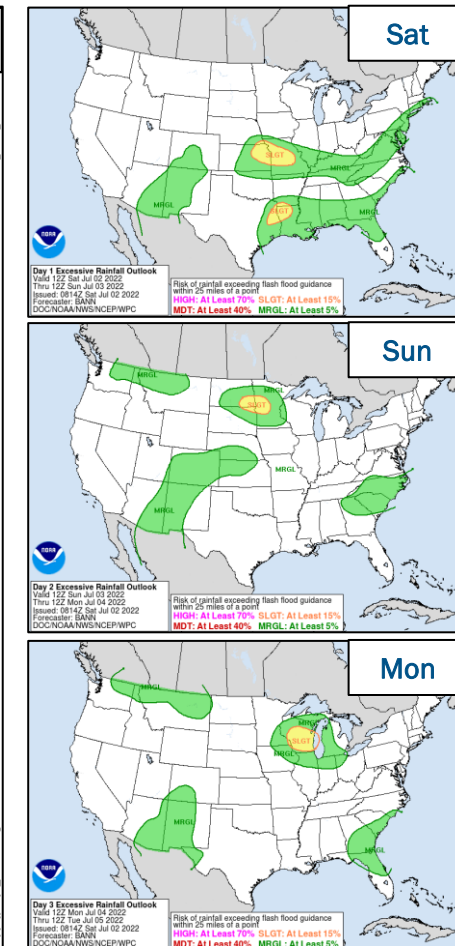 Sat
SLGT
MRGL
MRGL
SLGT
MRGL
NOAA
Day 1 Excessive Rainfall Outlook
Valid 12Z Sat Jul 02 2022
Thru 12Z Sun Jul 03 2022
Issued: 0814Z Sat Jul 02 2022
Forecaster: BANN
DOC/NOAA/NWS/NCEP/WPC
Risk of rainfall exceeding flash flood guidance
within 25 miles of a point
HIGH: At Least 70% SLGT: At Least 15%
MDT: At Least 40% MRGL: At Least 5%
Sun
MRGL
MRGL
SLGT
MRGL
MRGL
NOAA
Day 2 Excessive Rainfall Outlook
Valid 12Z Sun Jul 03 2022
Thru 12Z Mon Jul 04 2022
Issued: 0814Z Sat Jul 02 2022
Forecaster: BANN
DOC/NOAA/NWS/NCEP/WPC
Risk of rainfall exceeding flash flood guidance
within 25 miles of a point
HIGH: At Least 70% SLGT: At Least 15%
MDT: At Least 40% MRGL: At Least 5%
Mon
MRGL
MRGL
SLGT
MRGL
MRGL
MRGL
NOAA
Day 3 Excessive Rainfall Outlook
Valid 12Z Mon Jul 04 2022
Thru 12Z Tue Jul 05 2022
Issued: 0814Z Sat Jul 02 2022
Forecaster: BANN
DOC/NOAA/NWS/NCEP/WPC
Risk of rainfall exceeding flash flood guidance
within 25 miles of a point
HIGH: At Least 70% SLGT: At Least 15%
MDT: At Least 40% MRGL: At Least 5%